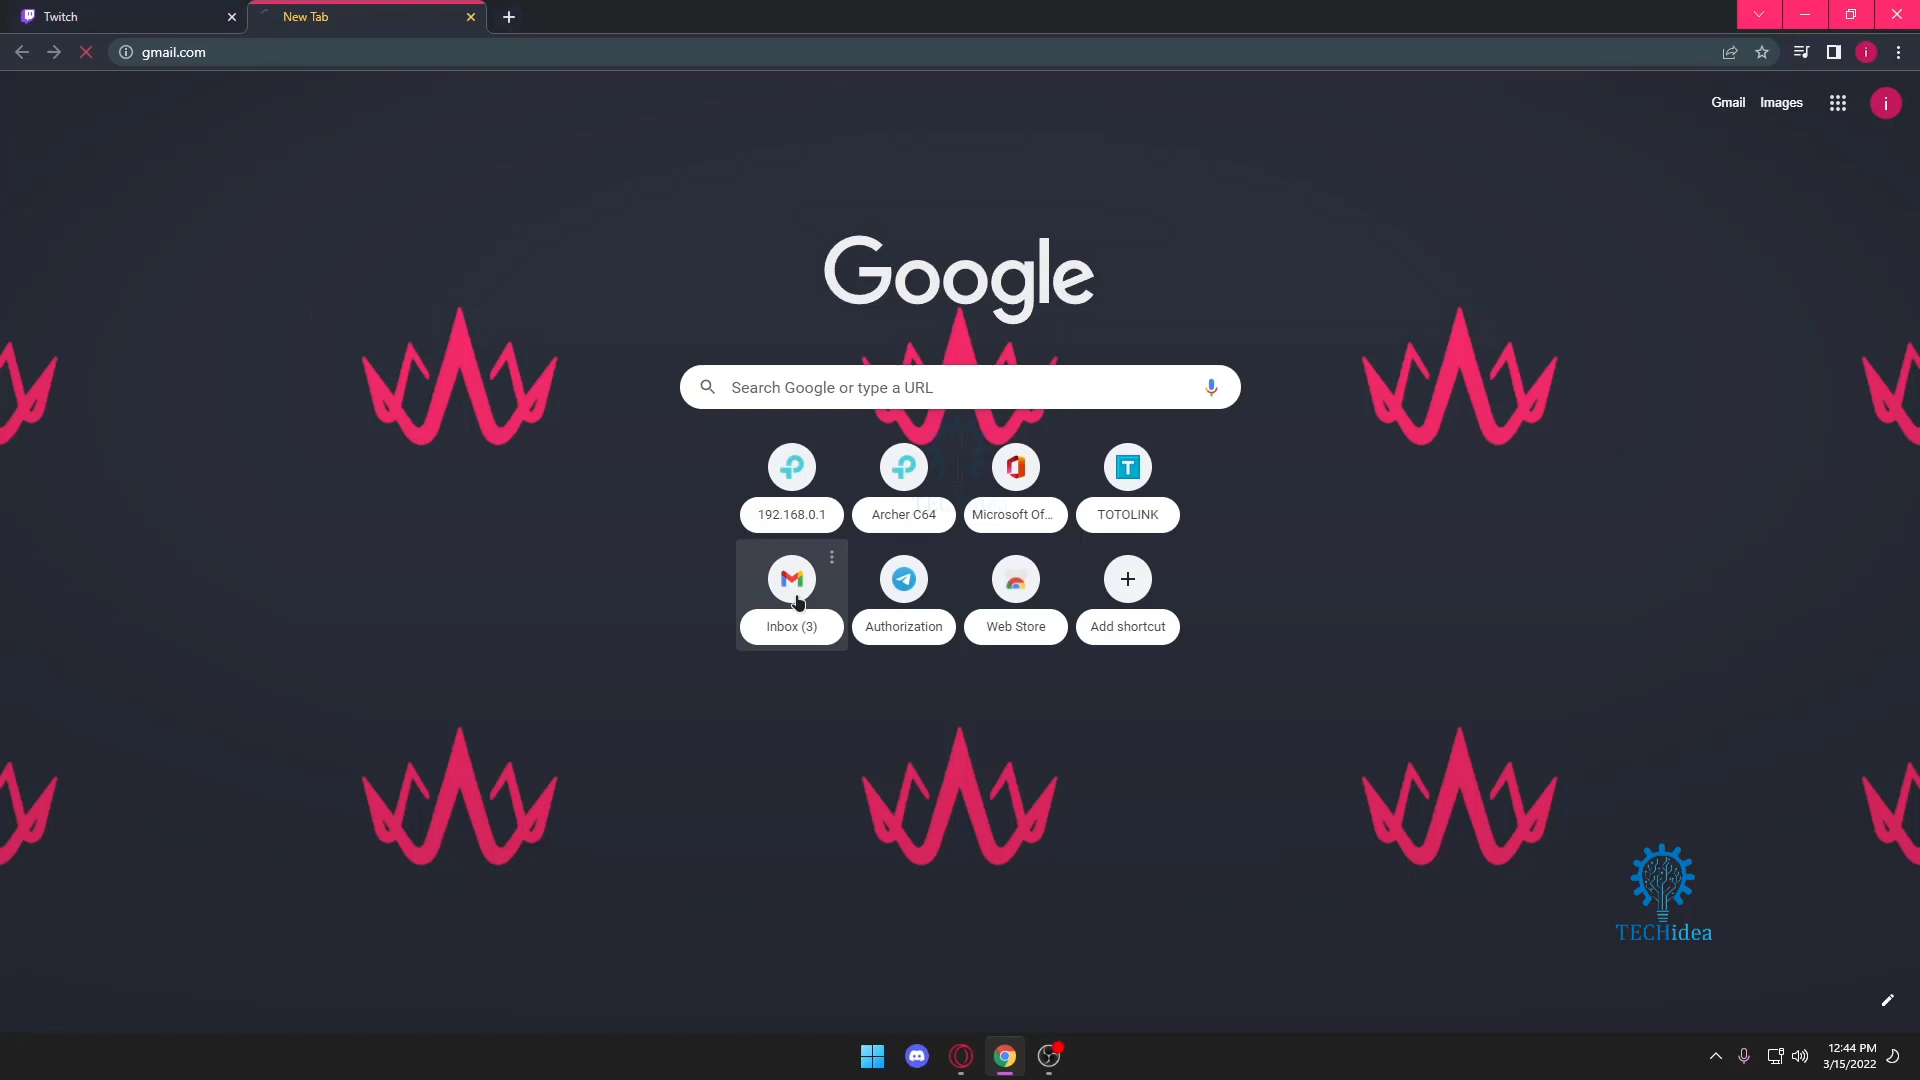 Twitch
New Tab
gmail.com
Gmail
Images
i
Google
Search Google or type a URL
192.168.0.1
Archer C64
Microsoft Of...
TOTOLINK
Inbox (3)
Authorization
Web Store
Add shortcut
TECHidea
12:44 PM
3/15/2022